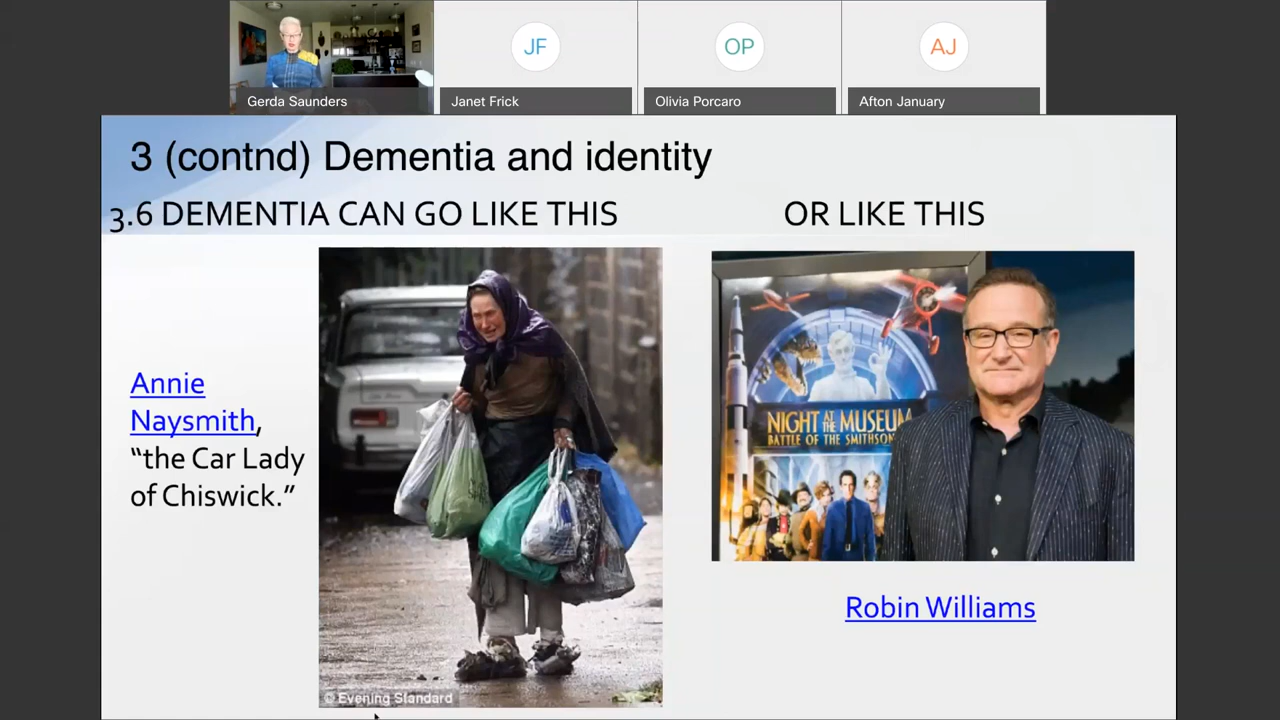 JF
OP
AJ
Gerda Saunders
Janet Frick
Olivia Porcaro
Afton January
3 (contnd) Dementia and identity
3.6 DEMENTIA CAN GO LIKE THIS
OR LIKE THIS
Annie
Naysmith,
“the Car Lady
of Chiswick.”
NIGHT AT THE MUSEUM
BATTLE OF THE SMITHSON
Robin Williams
© Evening Standard